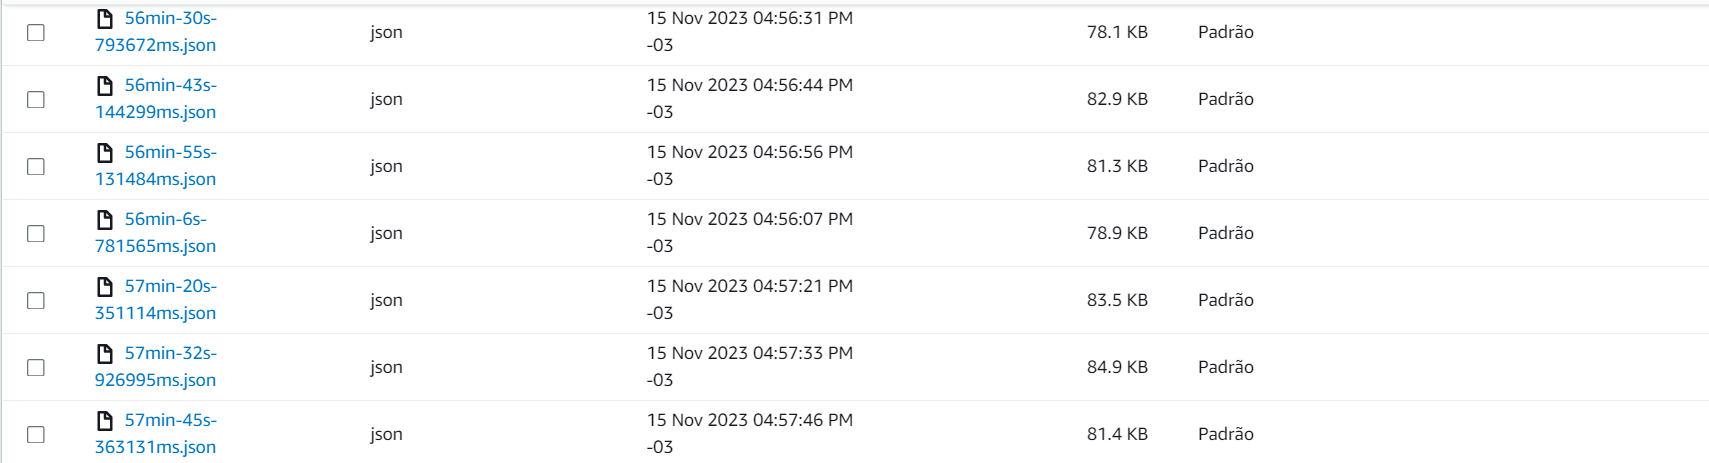 56min-30s-
793672ms.json
json
15 Nov 2023 04:56:31 PM
-03
78.1 KB
Padrão
56min-43s-
144299ms.json
json
15 Nov 2023 04:56:44 PM
-03
82.9 KB
Padrão
56min-55s-
131484ms.json
json
15 Nov 2023 04:56:56 PM
-03
81.3 KB
Padrão
56min-6s-
781565ms.json
json
15 Nov 2023 04:56:07 PM
-03
78.9 KB
Padrão
57min-20s-
351114ms.json
json
15 Nov 2023 04:57:21 PM
-03
83.5 KB
Padrão
57min-32s-
926995ms.json
json
15 Nov 2023 04:57:33 PM
-03
84.9 KB
Padrão
57min-45s-
363131ms.json
json
15 Nov 2023 04:57:46 PM
-03
81.4 KB
Padrão